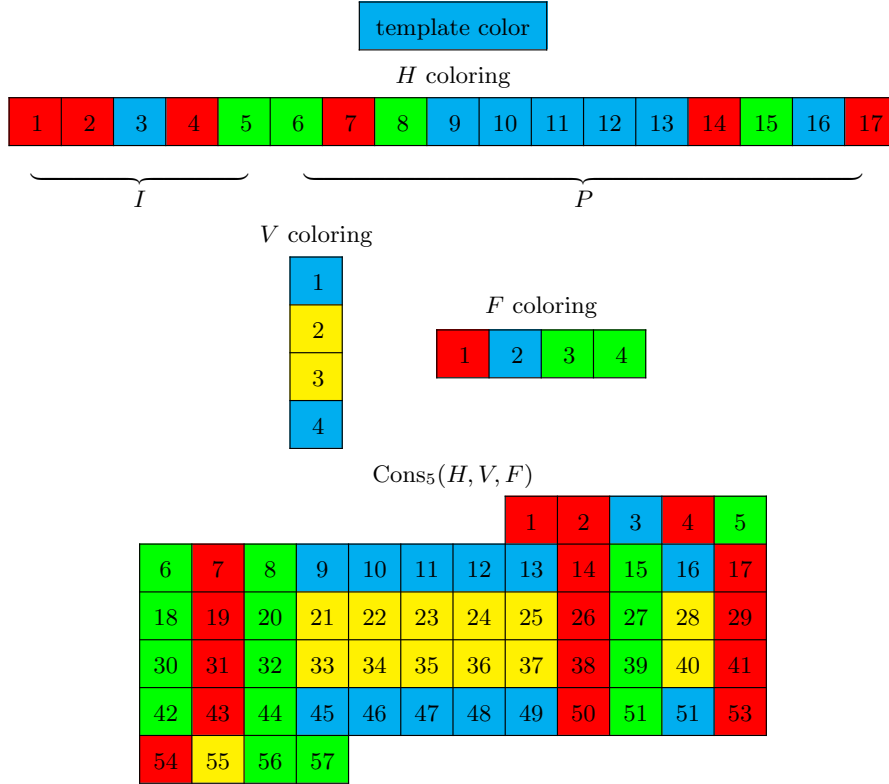 template color
H coloring
1 2 3 4 5 6 7 8 9 10 11 12 13 14 15 16 17
I P
V coloring
1
2
3
4
F coloring
1 2 3 4
Cons₅(H, V, F)
1 2 3 4 5
6 7 8 9 10 11 12 13 14 15 16 17
18 19 20 21 22 23 24 25 26 27 28 29
30 31 32 33 34 35 36 37 38 39 40 41
42 43 44 45 46 47 48 49 50 51 51 53
54 55 56 57